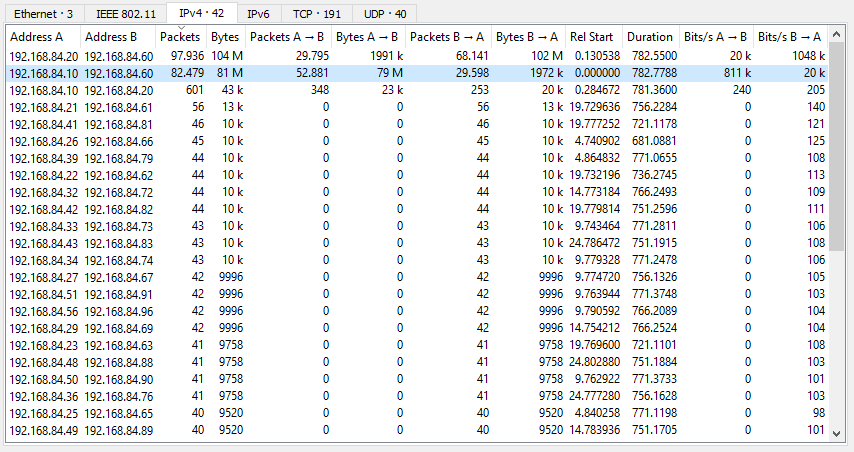 Ethernet · 3 IEEE 802.11 IPv4 · 42 IPv6 TCP · 191 UDP · 40
Address A Address B Packets Bytes Packets A → B Bytes A → B Packets B → A Bytes B → A Rel Start Duration Bits/s A → B Bits/s B → A
192.168.84.20 192.168.84.60 97.936 104 M 29.795 1991 k 68.141 102 M 0.130538 782.5500 20 k 1048 k
192.168.84.10 192.168.84.60 82.479 81 M 52.881 79 M 29.598 1972 k 0.000000 782.7788 811 k 20 k
192.168.84.10 192.168.84.20 601 43 k 348 23 k 253 20 k 0.284672 781.3600 240 205
192.168.84.21 192.168.84.61 56 13 k 0 0 56 13 k 19.729636 756.2284 0 140
192.168.84.41 192.168.84.81 46 10 k 0 0 46 10 k 19.777252 721.1178 0 121
192.168.84.26 192.168.84.66 45 10 k 0 0 45 10 k 4.740902 681.0881 0 125
192.168.84.39 192.168.84.79 44 10 k 0 0 44 10 k 4.864832 771.0655 0 108
192.168.84.22 192.168.84.62 44 10 k 0 0 44 10 k 19.732196 736.2745 0 113
192.168.84.32 192.168.84.72 44 10 k 0 0 44 10 k 14.773184 766.2493 0 109
192.168.84.42 192.168.84.82 44 10 k 0 0 44 10 k 19.779814 751.2596 0 111
192.168.84.33 192.168.84.73 43 10 k 0 0 43 10 k 9.743464 771.2811 0 106
192.168.84.43 192.168.84.83 43 10 k 0 0 43 10 k 24.786472 751.1915 0 108
192.168.84.34 192.168.84.74 43 10 k 0 0 43 10 k 9.779328 771.2478 0 106
192.168.84.27 192.168.84.67 42 9996 0 0 42 9996 9.774720 756.1326 0 105
192.168.84.51 192.168.84.91 42 9996 0 0 42 9996 9.763944 771.3748 0 103
192.168.84.56 192.168.84.96 42 9996 0 0 42 9996 9.790592 766.2089 0 104
192.168.84.29 192.168.84.69 42 9996 0 0 42 9996 14.754212 766.2524 0 104
192.168.84.23 192.168.84.63 41 9758 0 0 41 9758 19.769600 721.1101 0 108
192.168.84.48 192.168.84.88 41 9758 0 0 41 9758 24.802880 751.1884 0 103
192.168.84.50 192.168.84.90 41 9758 0 0 41 9758 9.762922 771.3733 0 101
192.168.84.36 192.168.84.76 41 9758 0 0 41 9758 24.777280 756.1628 0 103
192.168.84.25 192.168.84.65 40 9520 0 0 40 9520 4.840258 771.1198 0 98
192.168.84.49 192.168.84.89 40 9520 0 0 40 9520 14.783936 751.1705 0 101